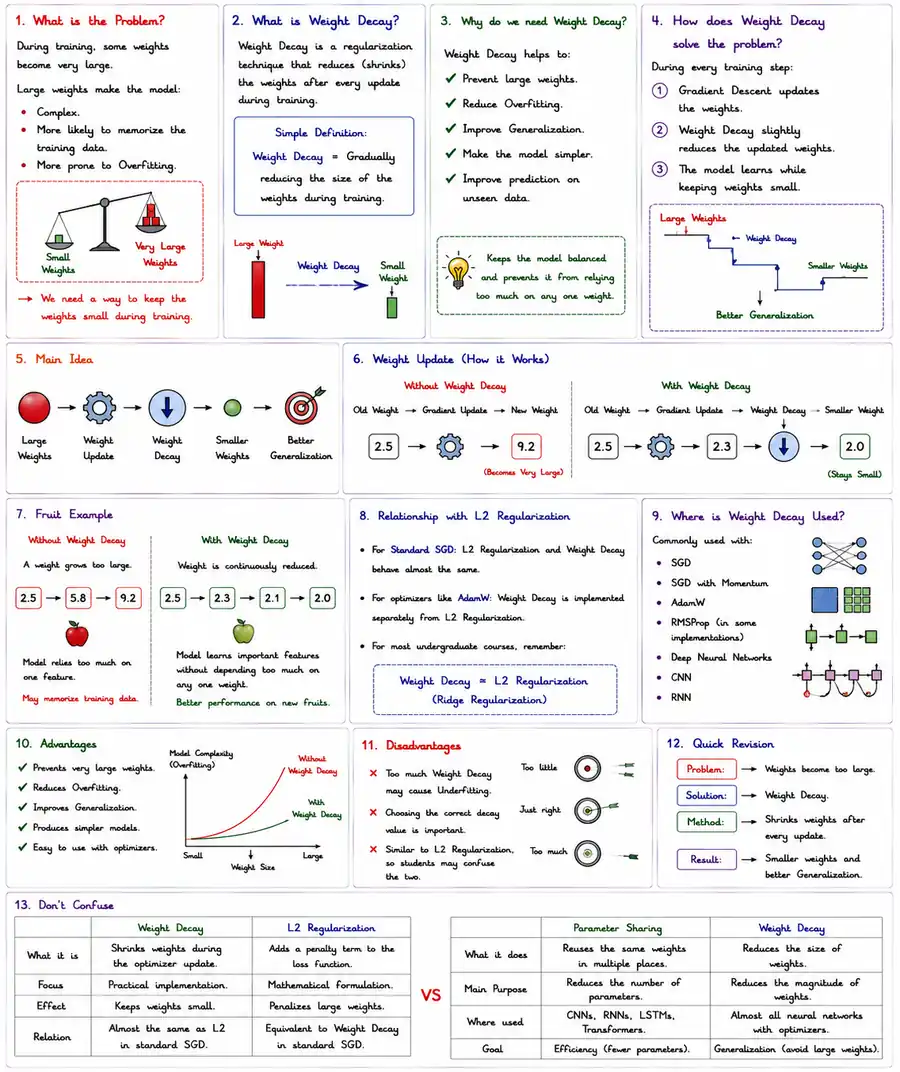 1. What is the Problem?
During training, some weights
become very large.
Large weights make the model:
• Complex.
• More likely to memorize the
training data.
• More prone to Overfitting.
Small
Weights
Very Large
Weights
→ We need a way to keep the
weights small during training.
2. What is Weight Decay?
Weight Decay is a regularization
technique that reduces (shrinks)
the weights after every update
during training.
Simple Definition:
Weight Decay = Gradually
reducing the size of the
weights during training.
Large Weight
Weight Decay
Small
Weight
3. Why do we need Weight Decay?
Weight Decay helps to:
✔ Prevent large weights.
✔ Reduce Overfitting.
✔ Improve Generalization.
✔ Make the model simpler.
✔ Improve prediction on
unseen data.
Keeps the model balanced
and prevents it from relying
too much on any one weight.
4. How does Weight Decay
solve the problem?
During every training step:
1 Gradient Descent updates
the weights.
2 Weight Decay slightly
reduces the updated weights.
3 The model learns while
keeping weights small.
Large Weights
← Weight Decay
Smaller Weights
Better Generalization
5. Main Idea
Large
Weights
Weight
Update
Weight
Decay
Smaller
Weights
Better
Generalization
6. Weight Update (How it Works)
Without Weight Decay
Old Weight → Gradient Update → New Weight
2.5 → → 9.2
(Becomes Very Large)
With Weight Decay
Old Weight → Gradient Update → Weight Decay → Smaller Weight
2.5 → → 2.3 → → 2.0
(Stays Small)
7. Fruit Example
Without Weight Decay
A weight grows too large.
2.5 → 5.8 → 9.2
Model relies too much on
one feature.
May memorize training data.
With Weight Decay
Weight is continuously reduced.
2.5 → 2.3 → 2.1 → 2.0
Model learns important features
without depending too much on
any one weight.
Better performance on new fruits.
8. Relationship with L2 Regularization
• For Standard SGD: L2 Regularization and Weight Decay
behave almost the same.
• For optimizers like AdamW: Weight Decay is implemented
separately from L2 Regularization.
• For most undergraduate courses, remember:
Weight Decay ≃ L2 Regularization
(Ridge Regularization)
9. Where is Weight Decay Used?
Commonly used with:
• SGD
• SGD with Momentum
• AdamW
• RMSProp (in some
implementations)
• Deep Neural Networks
• CNN
• RNN
10. Advantages
✔ Prevents very large weights.
✔ Reduces Overfitting.
✔ Improves Generalization.
✔ Produces simpler models.
✔ Easy to use with optimizers.
Model Complexity
(Overfitting)
Without
Weight Decay
With
Weight Decay
Small
Large
Weight Size
11. Disadvantages
✗ Too much Weight Decay
may cause Underfitting.
✗ Choosing the correct decay
value is important.
✗ Similar to L2 Regularization,
so students may confuse
the two.
Too little
Just right
Too much
12. Quick Revision
Problem: → Weights become too large.
Solution: → Weight Decay.
Method: → Shrinks weights after
every update.
Result: → Smaller weights and
better Generalization.
13. Don't Confuse
Weight Decay L2 Regularization
What it is
Shrinks weights during
the optimizer update.
Adds a penalty term to the
loss function.
Focus Practical implementation. Mathematical formulation.
Effect Keeps weights small. Penalizes large weights.
Relation
Almost the same as L2
in standard SGD.
Equivalent to Weight Decay
in standard SGD.
VS
Parameter Sharing Weight Decay
What it does
Reuses the same weights
in multiple places.
Reduces the size of
weights.
Main Purpose
Reduces the number of
parameters.
Reduces the magnitude of
weights.
Where used
CNNs, RNNs, LSTMs,
Transformers.
Almost all neural networks
with optimizers.
Goal Efficiency (fewer parameters). Generalization (avoid large weights).